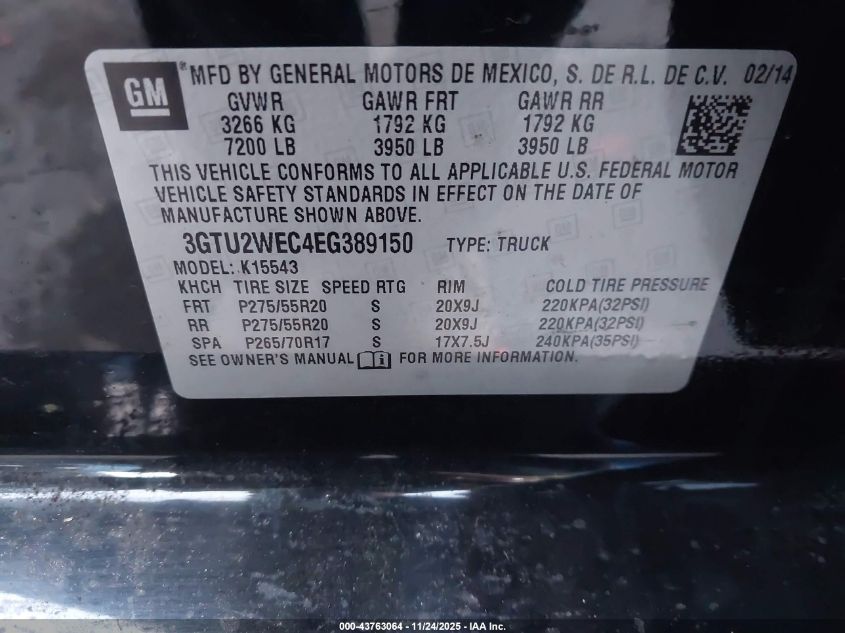 GM ® MFD BY GENERAL MOTORS DE MEXICO, S. DE R.L. DE C.V. 02/14
GVWR GAWR FRT GAWR RR
3266 KG 1792 KG 1792 KG
7200 LB 3950 LB 3950 LB
THIS VEHICLE CONFORMS TO ALL APPLICABLE U.S. FEDERAL MOTOR
VEHICLE SAFETY STANDARDS IN EFFECT ON THE DATE OF
MANUFACTURE SHOWN ABOVE.
3GTU2WEC4EG389150 TYPE: TRUCK
MODEL: K15543
KHCH TIRE SIZE SPEED RTG RIM COLD TIRE PRESSURE
FRT P275/55R20 S 20X9J 220KPA(32PSI)
RR P275/55R20 S 20X9J 220KPA(32PSI)
SPA P265/70R17 S 17X7.5J 240KPA(35PSI)
SEE OWNER'S MANUAL FOR MORE INFORMATION.
000-43763064 - 11/24/2025 - IAA Inc.